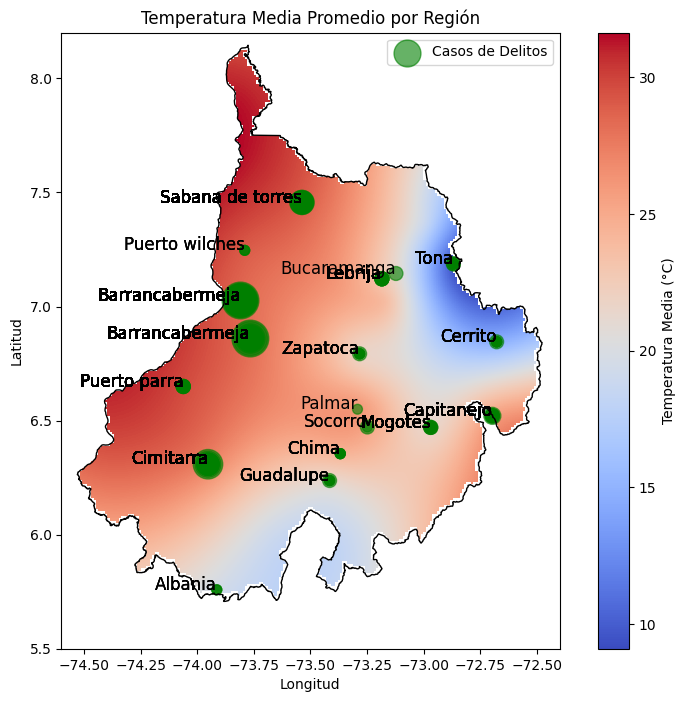 Temperatura Media Promedio por Región
Casos de Delitos
8.0
7.5
7.0
6.5
6.0
5.5
Latitud
Sabana de torres
Puerto wilches
Tona
Bucaramanga
Lebrija
Barrancabermeja
Barrancabermeja
Cerrito
Zapatoca
Puerto parra
Palmar
Capitanejo
Socorro
Mogotes
Chima
Cimitarra
Guadalupe
Albania
−74.50 −74.25 −74.00 −73.75 −73.50 −73.25 −73.00 −72.75 −72.50
Longitud
30
25
20
15
10
Temperatura Media (°C)